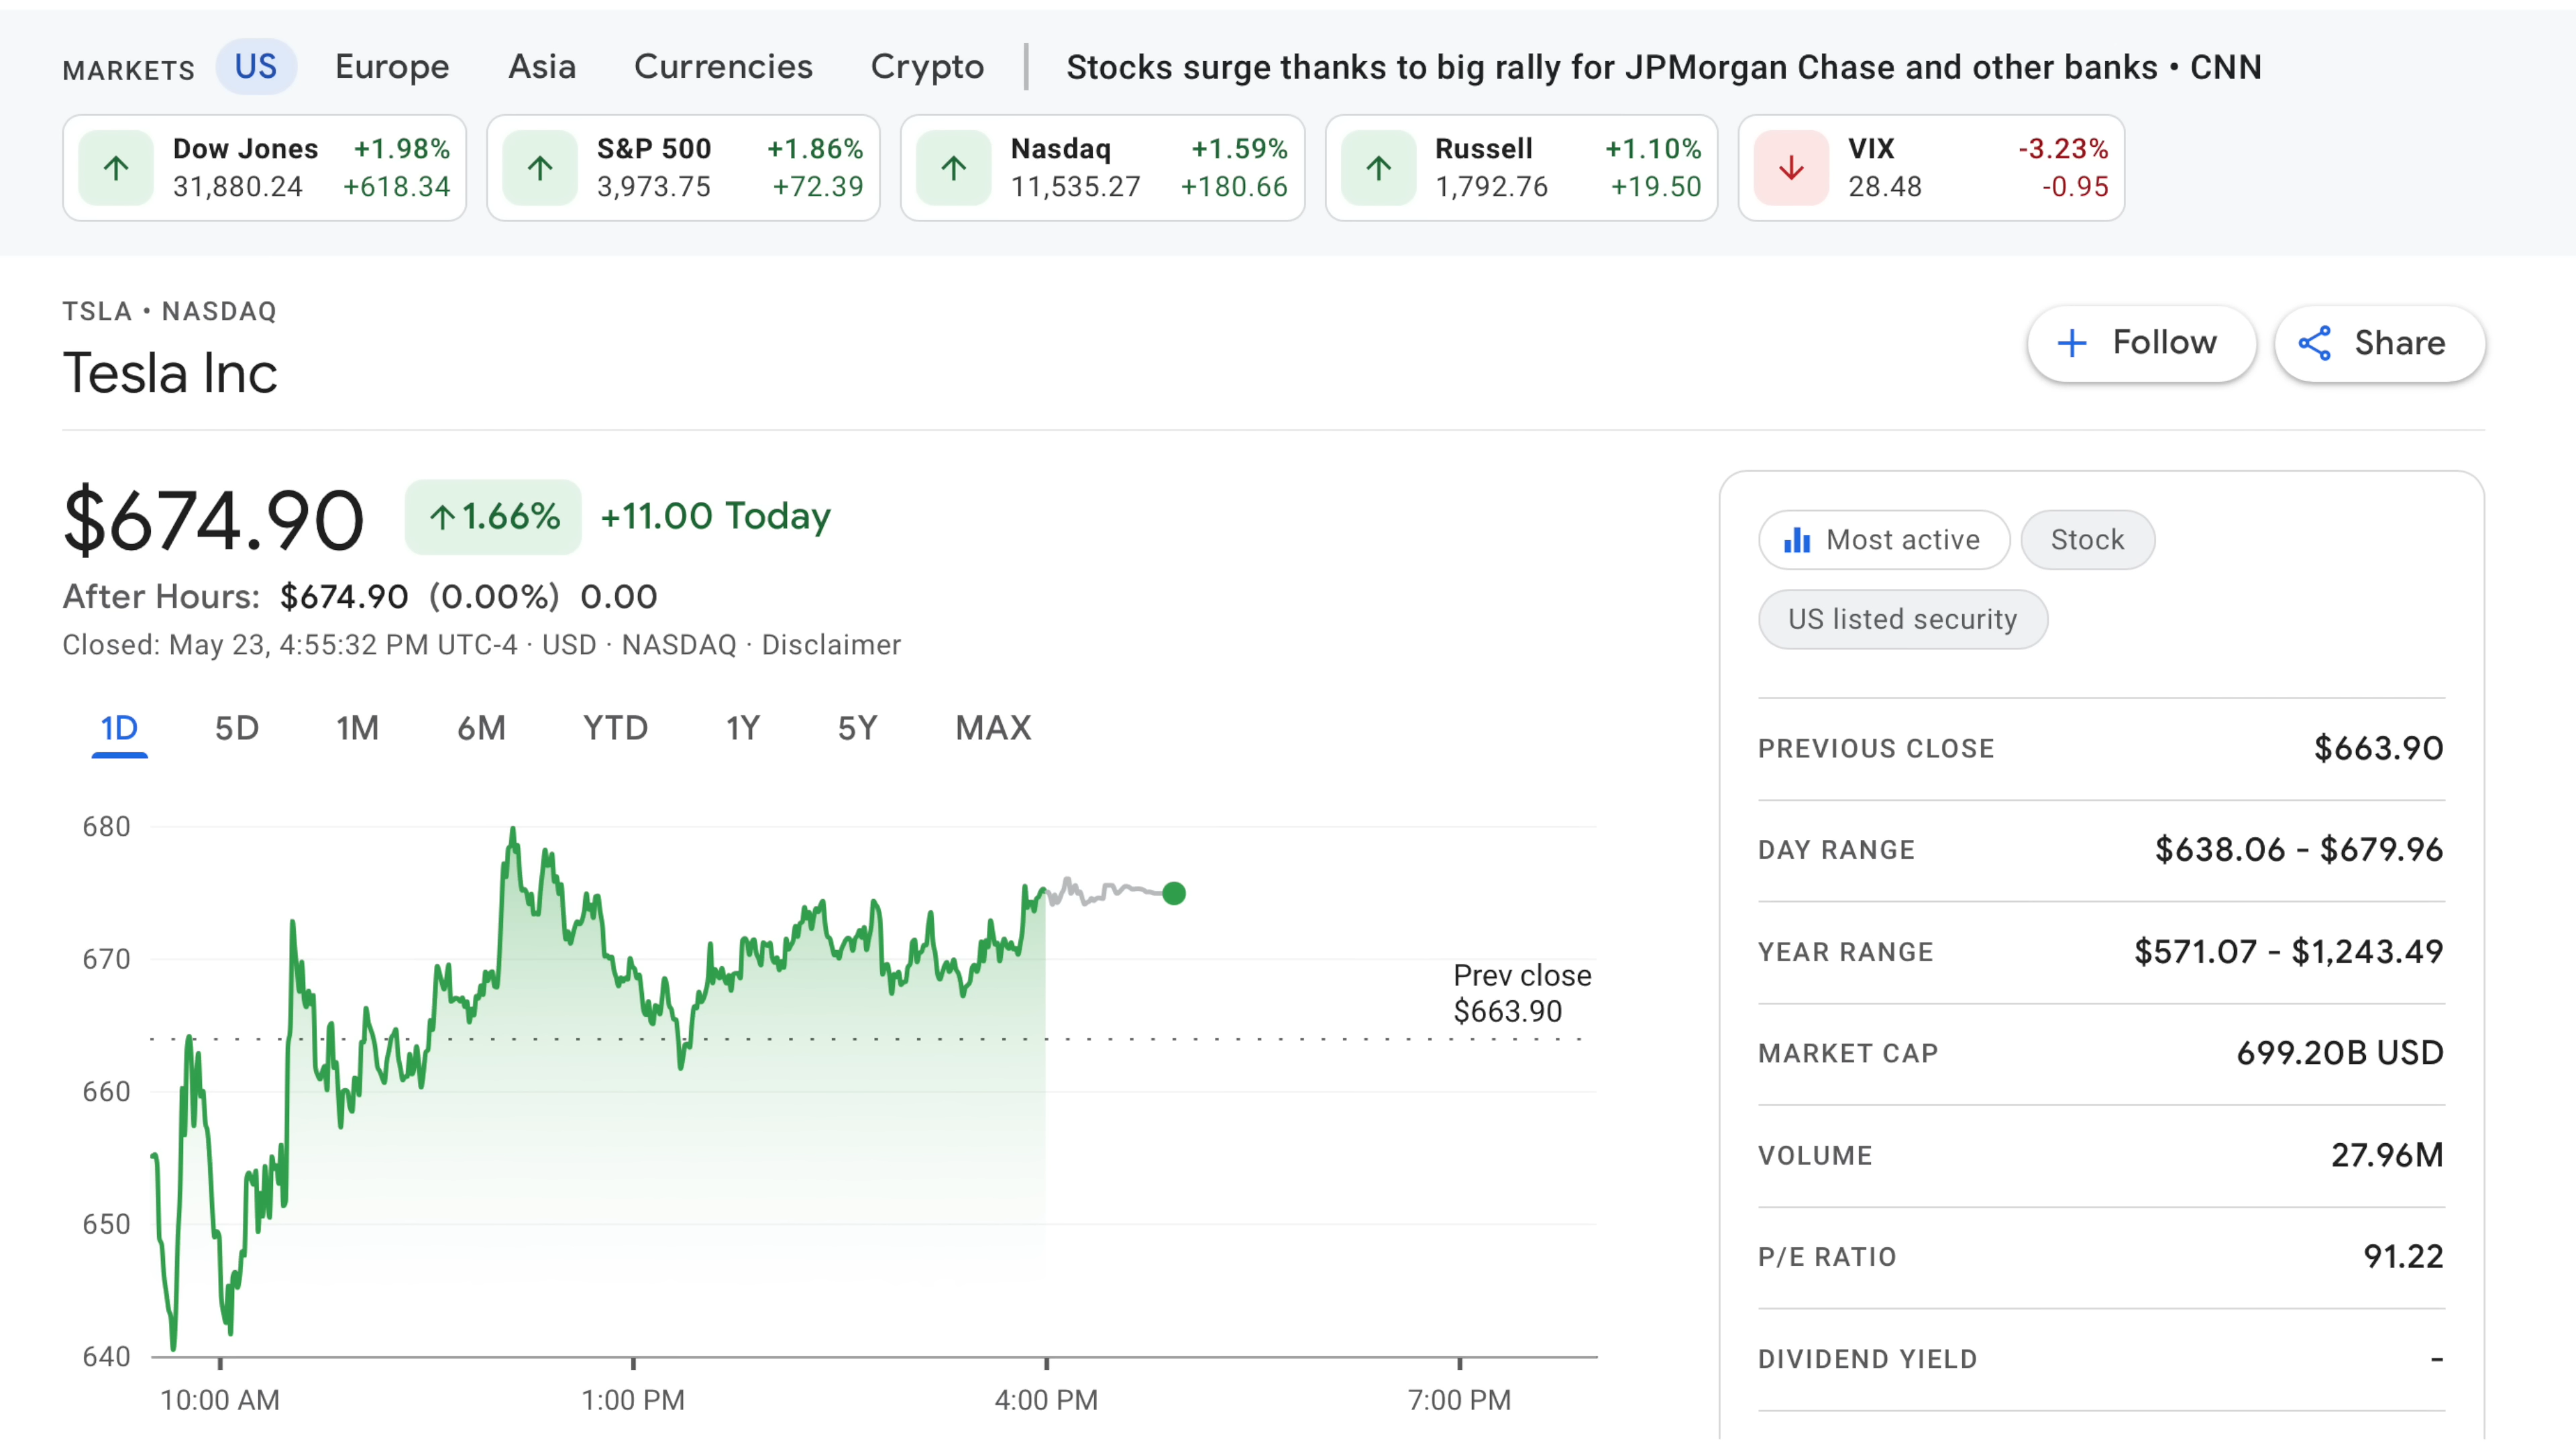 MARKETS US Europe Asia Currencies Crypto Stocks surge thanks to big rally for JPMorgan Chase and other banks • CNN
Dow Jones +1.98%
31,880.24 +618.34
S&P 500 +1.86%
3,973.75 +72.39
Nasdaq +1.59%
11,535.27 +180.66
Russell +1.10%
1,792.76 +19.50
VIX -3.23%
28.48 -0.95
TSLA • NASDAQ
Tesla Inc
Follow
Share
$674.90 ↑1.66% +11.00 Today
After Hours: $674.90 (0.00%) 0.00
Closed: May 23, 4:55:32 PM UTC-4 · USD · NASDAQ · Disclaimer
1D 5D 1M 6M YTD 1Y 5Y MAX
680
670
660
650
640
Prev close
$663.90
10:00 AM 1:00 PM 4:00 PM 7:00 PM
Most active Stock
US listed security
PREVIOUS CLOSE $663.90
DAY RANGE $638.06 - $679.96
YEAR RANGE $571.07 - $1,243.49
MARKET CAP 699.20B USD
VOLUME 27.96M
P/E RATIO 91.22
DIVIDEND YIELD -